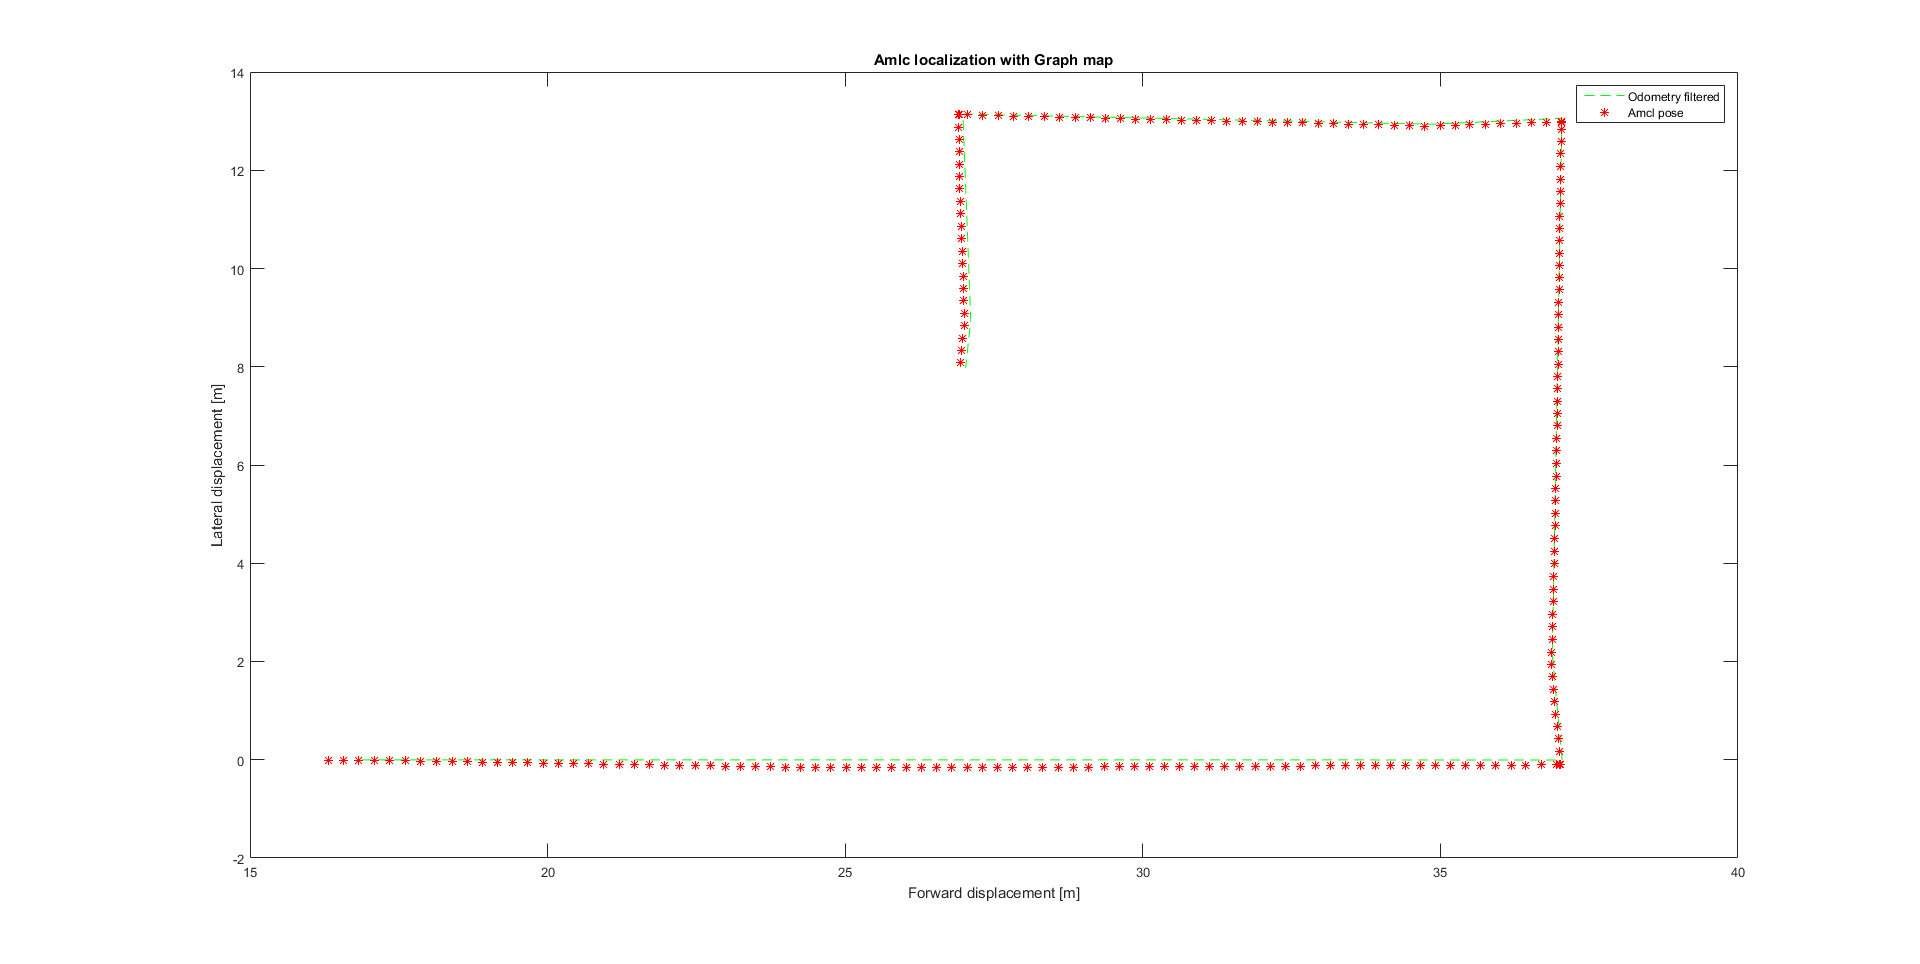 Amlc localization with Graph map
14
12
10
8
6
4
2
0
-2
Lateral displacement [m]
Odometry filtered
Amcl pose
15 20 25 30 35 40
Forward displacement [m]